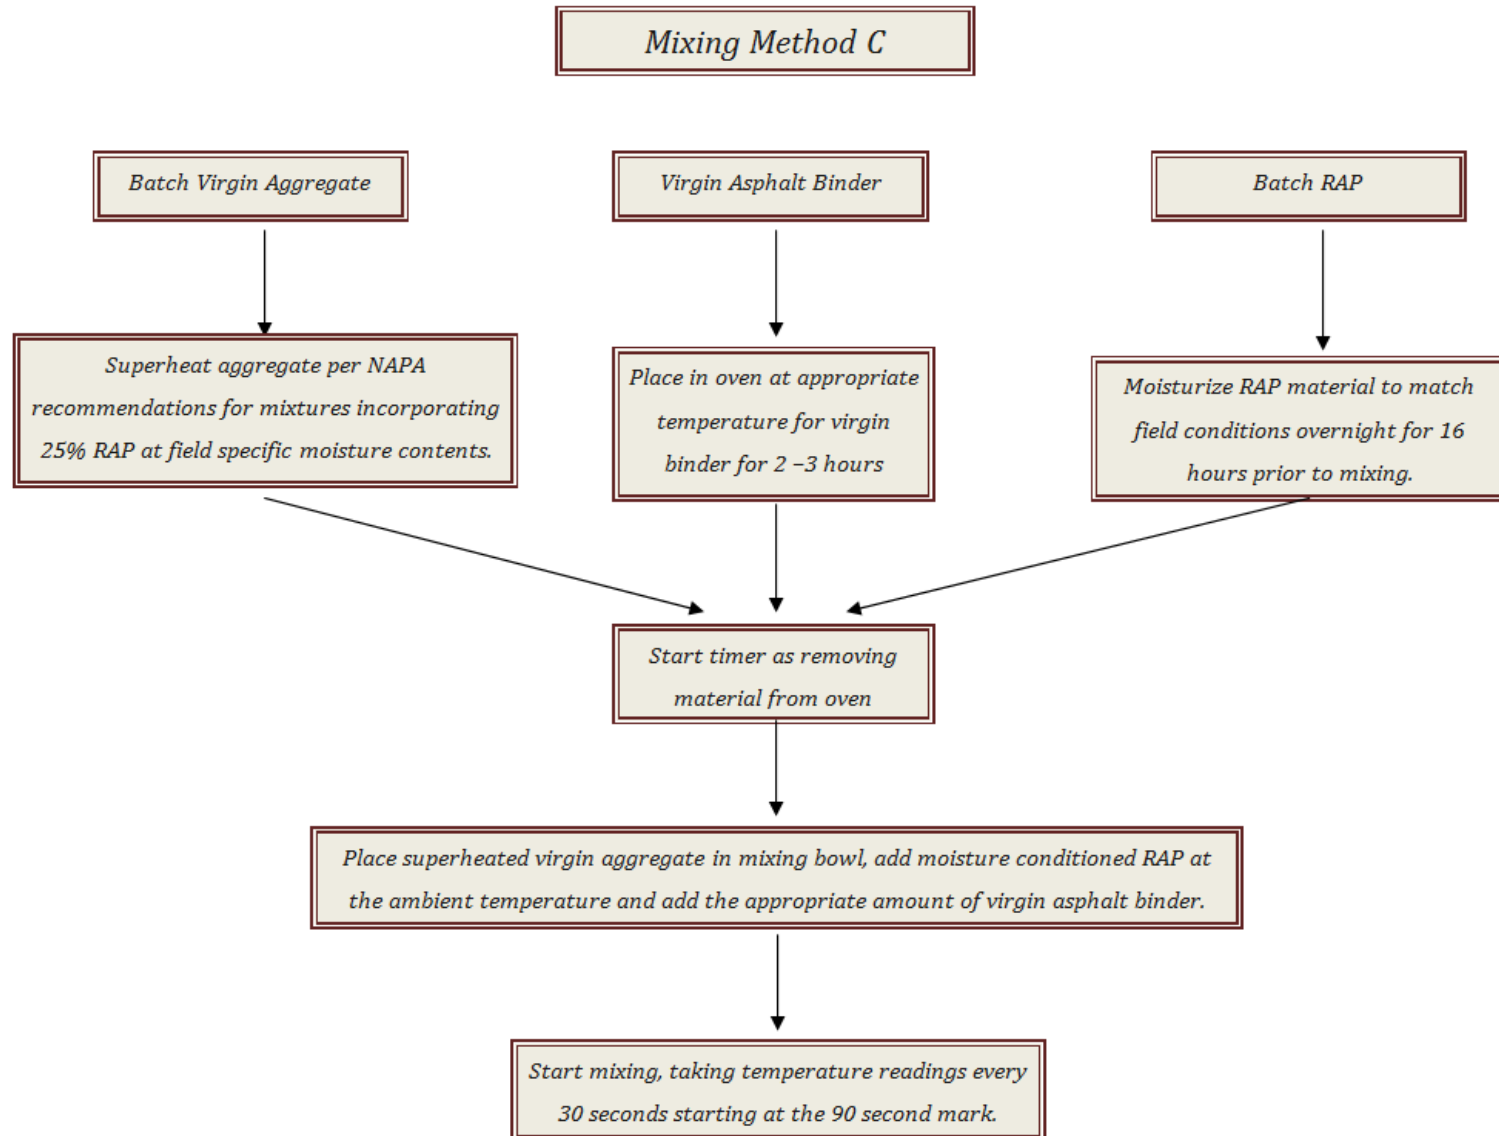 Mixing Method C
Batch Virgin Aggregate
Virgin Asphalt Binder
Batch RAP
Superheat aggregate per NAPA
recommendations for mixtures incorporating
25% RAP at field specific moisture contents.
Place in oven at appropriate
temperature for virgin
binder for 2 –3 hours
Moisturize RAP material to match
field conditions overnight for 16
hours prior to mixing.
Start timer as removing
material from oven
Place superheated virgin aggregate in mixing bowl, add moisture conditioned RAP at
the ambient temperature and add the appropriate amount of virgin asphalt binder.
Start mixing, taking temperature readings every
30 seconds starting at the 90 second mark.